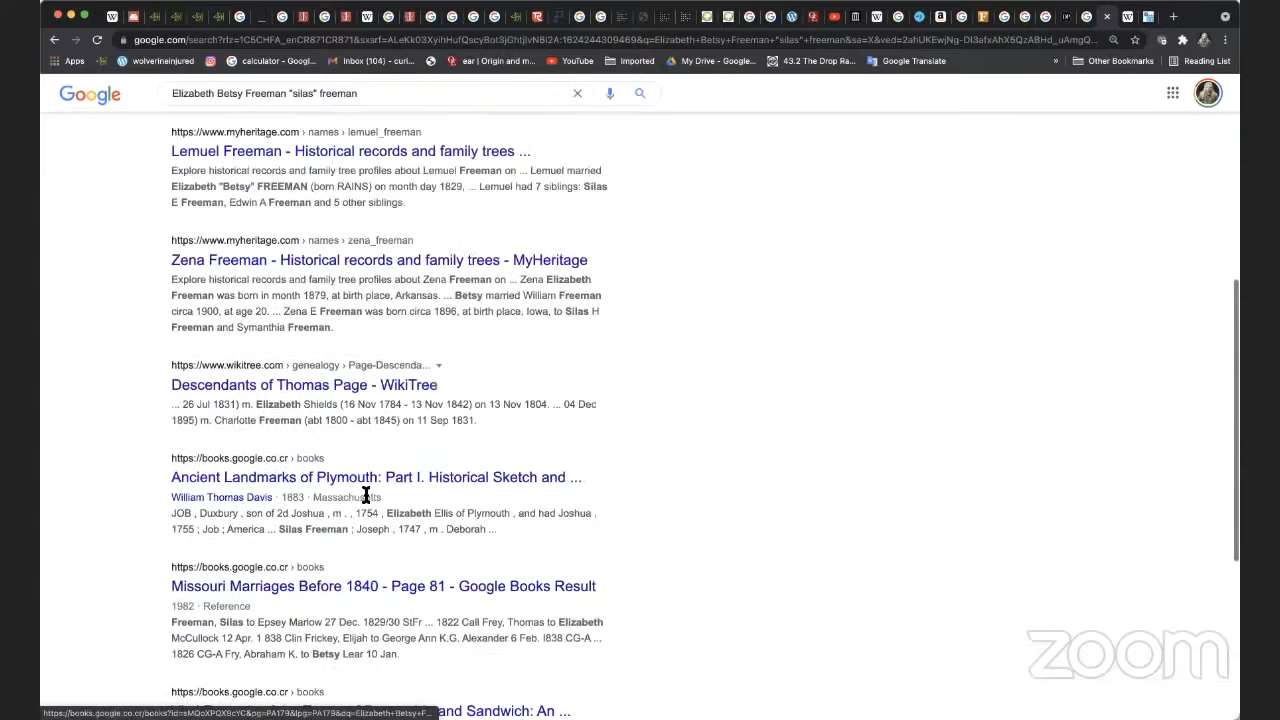 google.com/search?rlz=1C5CHFA_enCR871CR871&sxsrf=
Apps
wolverineinjured
calculator - Googl...
Inbox (104) - curi...
ear | Origin and m...
YouTube
Imported
My Drive - Google...
43.2 The Drop Ra...
Google Translate
»
Other Bookmarks
Reading List
Google
Elizabeth Betsy Freeman "silas" freeman
https://www.myheritage.com › names › lemuel_freeman
Lemuel Freeman - Historical records and family trees ...
Explore historical records and family tree profiles about Lemuel Freeman on ... Lemuel married
Elizabeth "Betsy" FREEMAN (born RAINS) on month day 1829, ... Lemuel had 7 siblings: Silas
E Freeman, Edwin A Freeman and 5 other siblings.
https://www.myheritage.com › names › zena_freeman
Zena Freeman - Historical records and family trees - MyHeritage
Explore historical records and family tree profiles about Zena Freeman on ... Zena Elizabeth
Freeman was born in month 1879, at birth place, Arkansas. ... Betsy married William Freeman
circa 1900, at age 20. ... Zena E Freeman was born circa 1896, at birth place, Iowa, to Silas H
Freeman and Symanthia Freeman.
https://www.wikitree.com › genealogy › Page-Descenda...
Descendants of Thomas Page - WikiTree
... 26 Jul 1831) m. Elizabeth Shields (16 Nov 1784 - 13 Nov 1842) on 13 Nov 1804. ... 04 Dec
1895) m. Charlotte Freeman (abt 1800 - abt 1845) on 11 Sep 1831.
https://books.google.co.cr › books
Ancient Landmarks of Plymouth: Part I. Historical Sketch and ...
William Thomas Davis · 1883 · Massachusetts
JOB , Duxbury , son of 2d Joshua , m . , 1754 , Elizabeth Ellis of Plymouth , and had Joshua ,
1755 ; Job ; America ... Silas Freeman ; Joseph , 1747 , m . Deborah ...
https://books.google.co.cr › books
Missouri Marriages Before 1840 - Page 81 - Google Books Result
1982 · Reference
Freeman, Silas to Epsey Marlow 27 Dec. 1829/30 StFr ... 1822 Call Frey, Thomas to Elizabeth
McCullock 12 Apr. 1 838 Clin Frickey, Elijah to George Ann K.G. Alexander 6 Feb. I838 CG-A ...
1826 CG-A Fry, Abraham K. to Betsy Lear 10 Jan.
https://books.google.co.cr › books
and Sandwich: An ...
zoom